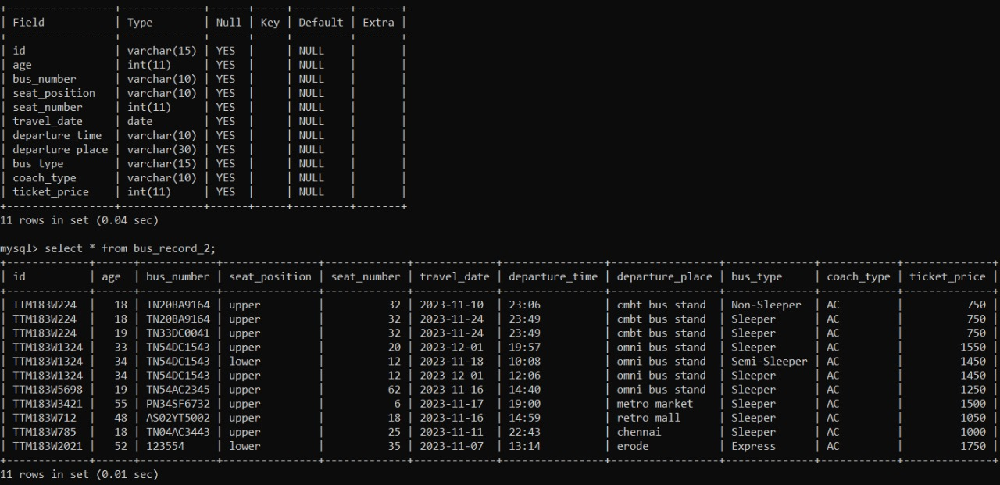 +-----------------+-------------+------+-----+---------+-------+
| Field           | Type        | Null | Key | Default | Extra |
+-----------------+-------------+------+-----+---------+-------+
| id              | varchar(15) | YES  |     | NULL    |       |
| age             | int(11)     | YES  |     | NULL    |       |
| bus_number      | varchar(10) | YES  |     | NULL    |       |
| seat_position   | varchar(10) | YES  |     | NULL    |       |
| seat_number     | int(11)     | YES  |     | NULL    |       |
| travel_date     | date        | YES  |     | NULL    |       |
| departure_time  | varchar(10) | YES  |     | NULL    |       |
| departure_place | varchar(30) | YES  |     | NULL    |       |
| bus_type        | varchar(15) | YES  |     | NULL    |       |
| coach_type      | varchar(10) | YES  |     | NULL    |       |
| ticket_price    | int(11)     | YES  |     | NULL    |       |
+-----------------+-------------+------+-----+---------+-------+
11 rows in set (0.04 sec)
mysql> select * from bus_record_2;
+------------+------+------------+---------------+-------------+-------------+----------------+-----------------+--------------+------------+--------------+
| id         | age  | bus_number | seat_position | seat_number | travel_date | departure_time | departure_place | bus_type     | coach_type | ticket_price |
+------------+------+------------+---------------+-------------+-------------+----------------+-----------------+--------------+------------+--------------+
| TTM183W224 |   18 | TN20BA9164 | upper         |          32 | 2023-11-10  | 23:06          | cmbt bus stand  | Non-Sleeper  | AC         |          750 |
| TTM183W224 |   18 | TN20BA9164 | upper         |          32 | 2023-11-24  | 23:49          | cmbt bus stand  | Sleeper      | AC         |          750 |
| TTM183W224 |   19 | TN33DC0041 | upper         |          32 | 2023-11-24  | 23:49          | cmbt bus stand  | Sleeper      | AC         |          750 |
| TTM183W1324 |   33 | TN54DC1543 | upper         |          20 | 2023-12-01  | 19:57          | omni bus stand  | Sleeper      | AC         |         1550 |
| TTM183W1324 |   34 | TN54DC1543 | lower         |          12 | 2023-11-18  | 10:08          | omni bus stand  | Semi-Sleeper | AC         |         1450 |
| TTM183W1324 |   34 | TN54DC1543 | upper         |          12 | 2023-12-01  | 12:06          | omni bus stand  | Sleeper      | AC         |         1450 |
| TTM183W5698 |   19 | TN54AC2345 | upper         |          62 | 2023-11-16  | 14:40          | omni bus stand  | Sleeper      | AC         |         1250 |
| TTM183W3421 |   55 | PN34SF6732 | upper         |           6 | 2023-11-17  | 19:00          | metro market    | Sleeper      | AC         |         1500 |
| TTM183W712 |   48 | AS02YT5002 | upper         |          18 | 2023-11-16  | 14:59          | retro mall      | Sleeper      | AC         |         1050 |
| TTM183W785 |   18 | TN04AC3443 | upper         |          25 | 2023-11-11  | 22:43          | chennai         | Sleeper      | AC         |         1000 |
| TTM183W2021 |   52 | 123554     | lower         |          35 | 2023-11-07  | 13:14          | erode           | Express      | AC         |         1750 |
+------------+------+------------+---------------+-------------+-------------+----------------+-----------------+--------------+------------+--------------+
11 rows in set (0.01 sec)